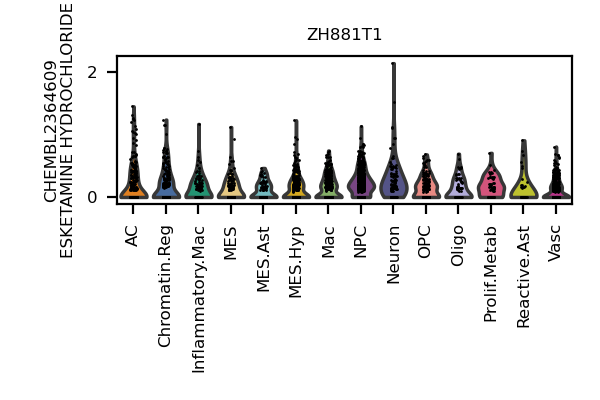 ZH881T1
CHEMBL2364609
ESKETAMINE HYDROCHLORIDE
2
0
AC
Chromatin.Reg
Inflammatory.Mac
MES
MES.Ast
MES.Hyp
Mac
NPC
Neuron
OPC
Oligo
Prolif.Metab
Reactive.Ast
Vasc